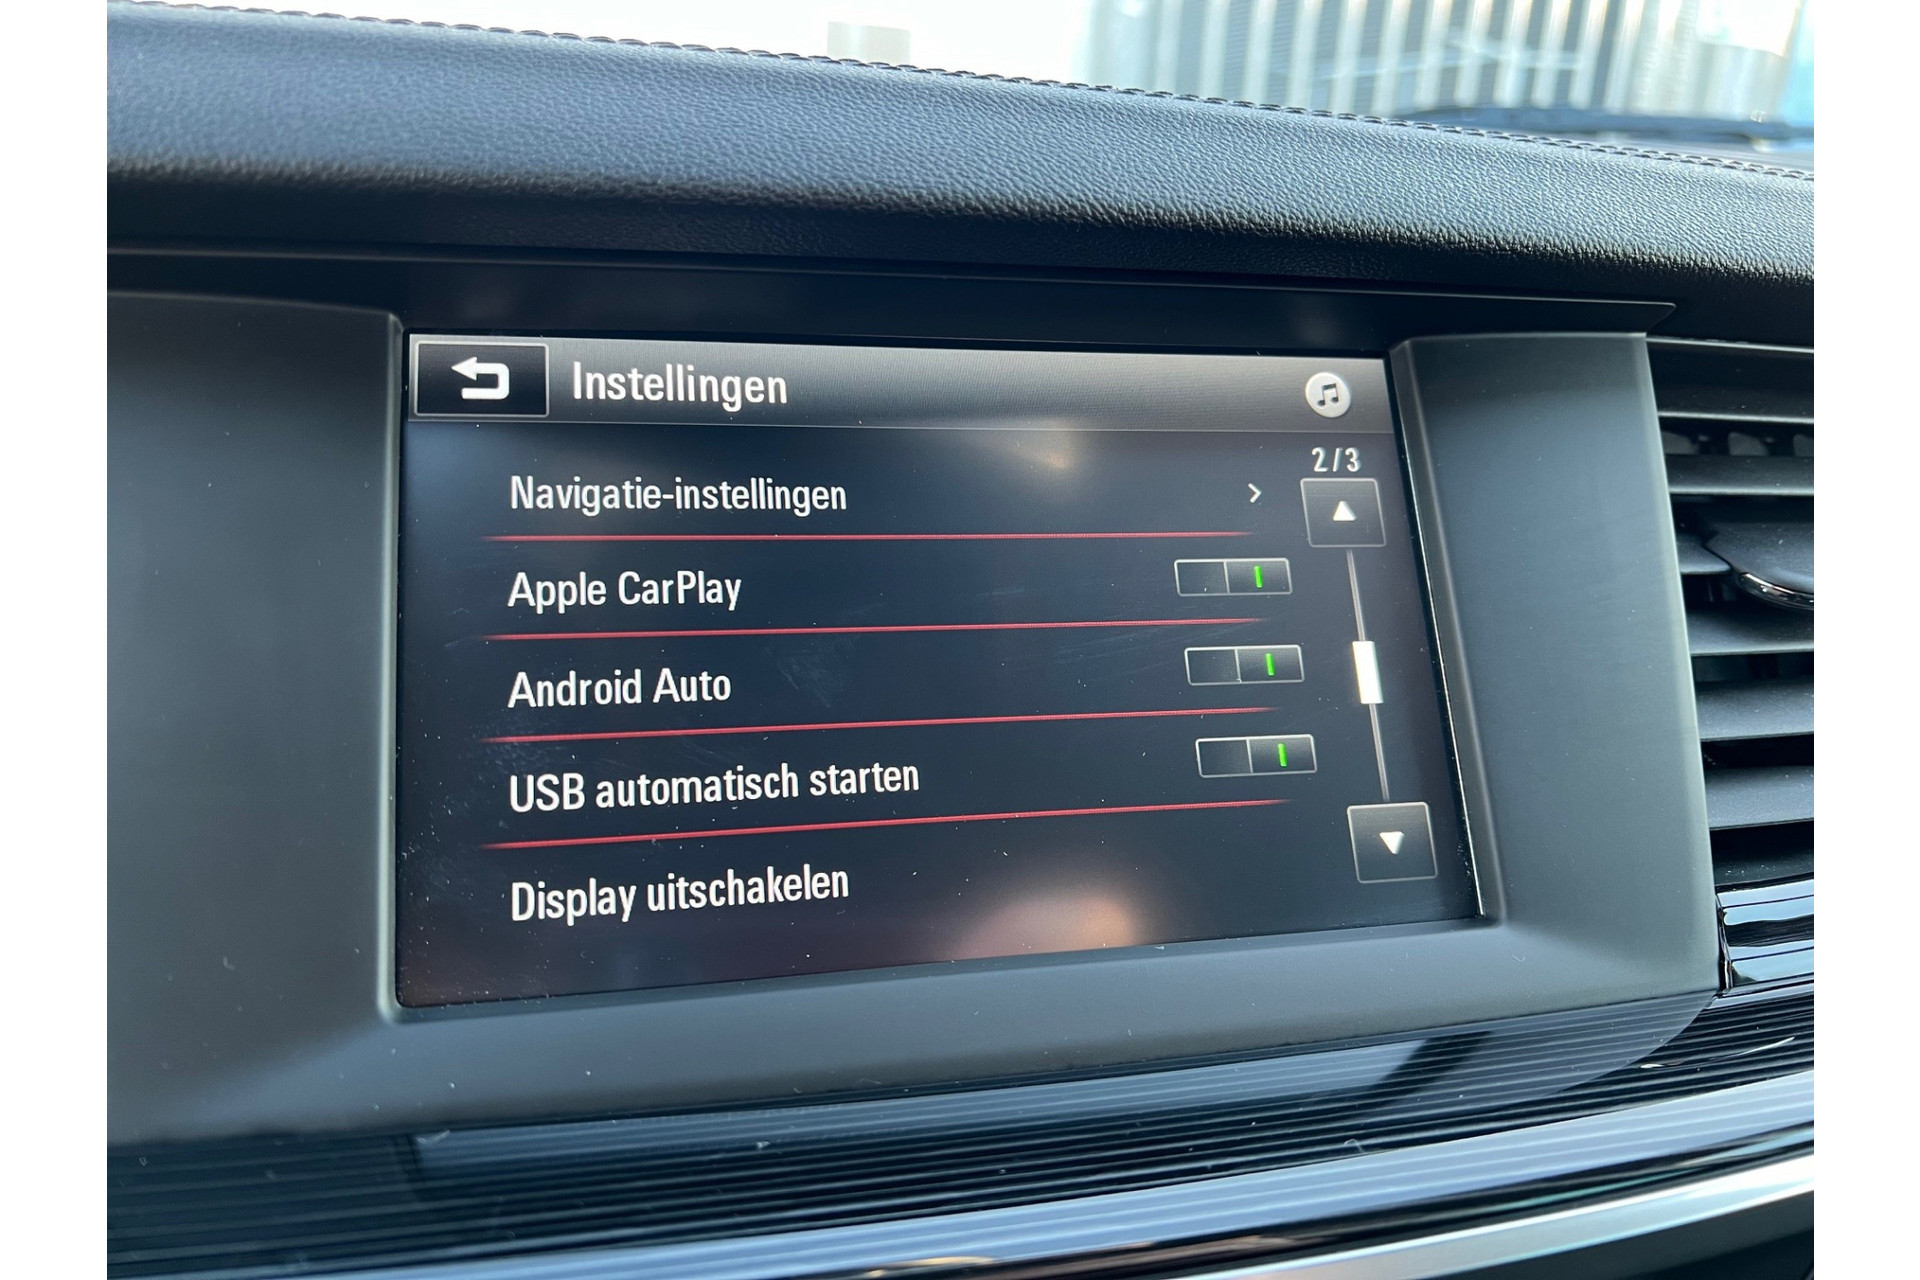 Instellingen
2/3
Navigatie-instellingen
Apple CarPlay
Android Auto
USB automatisch starten
Display uitschakelen